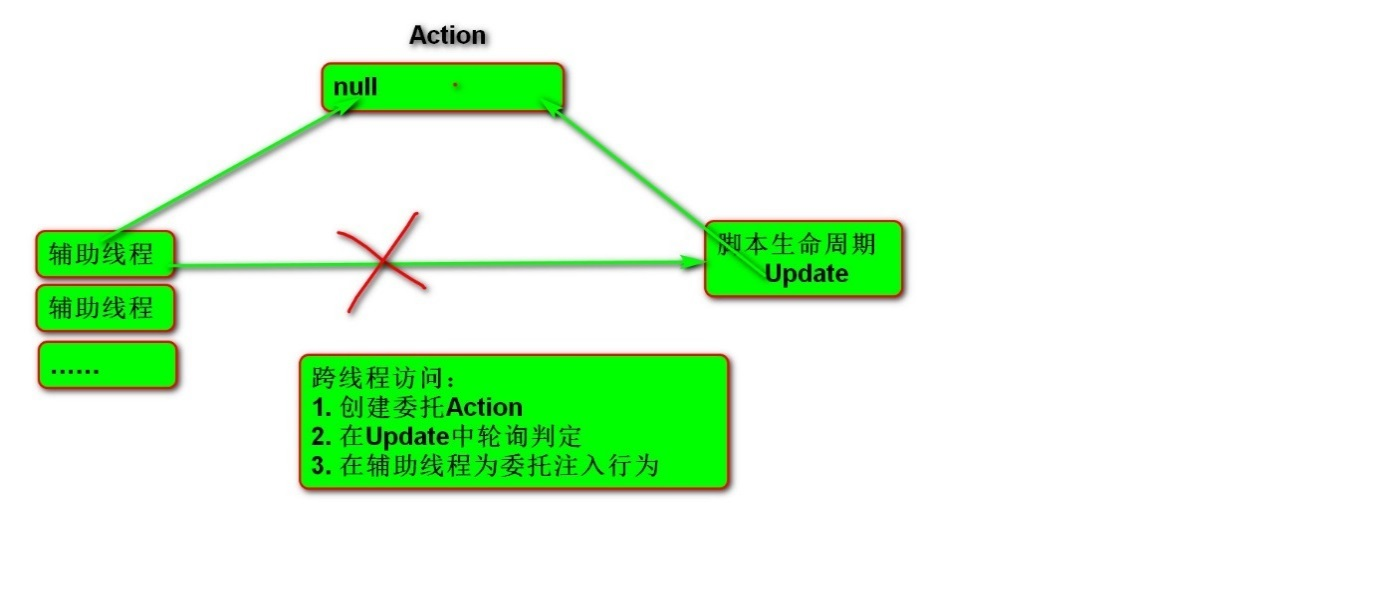 Action
null
辅助线程
脚本生命周期
Update
辅助线程
......
跨线程访问：
1. 创建委托Action
2. 在Update中轮询判定
3. 在辅助线程为委托注入行为